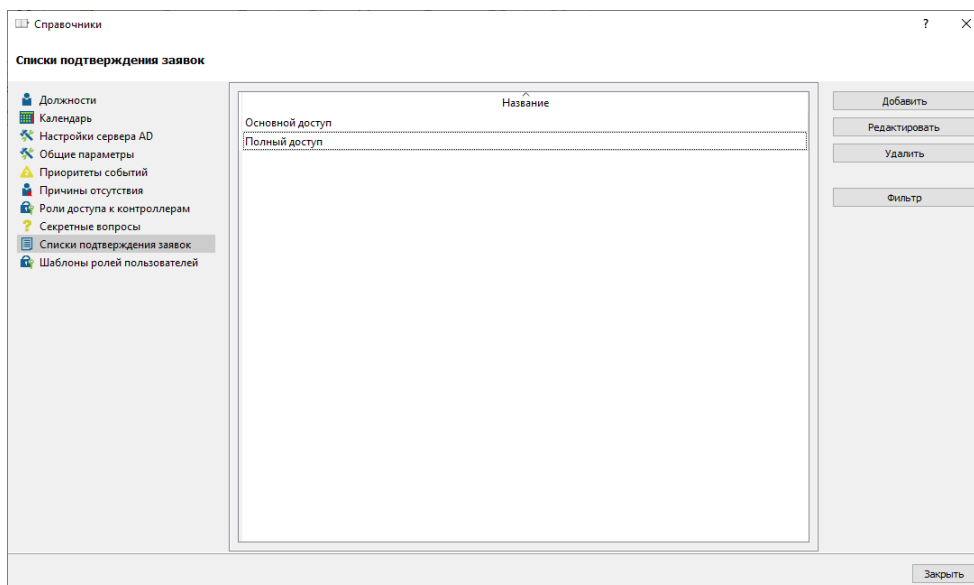 Справочники
?
Списки подтверждения заявок
Должности
Календарь
Настройки сервера AD
Общие параметры
Приоритеты событий
Причины отсутствия
Роли доступа к контроллерам
Секретные вопросы
Списки подтверждения заявок
Шаблоны ролей пользователей
Название
Основной доступ
Полный доступ
Добавить
Редактировать
Удалить
Фильтр
Закрыть